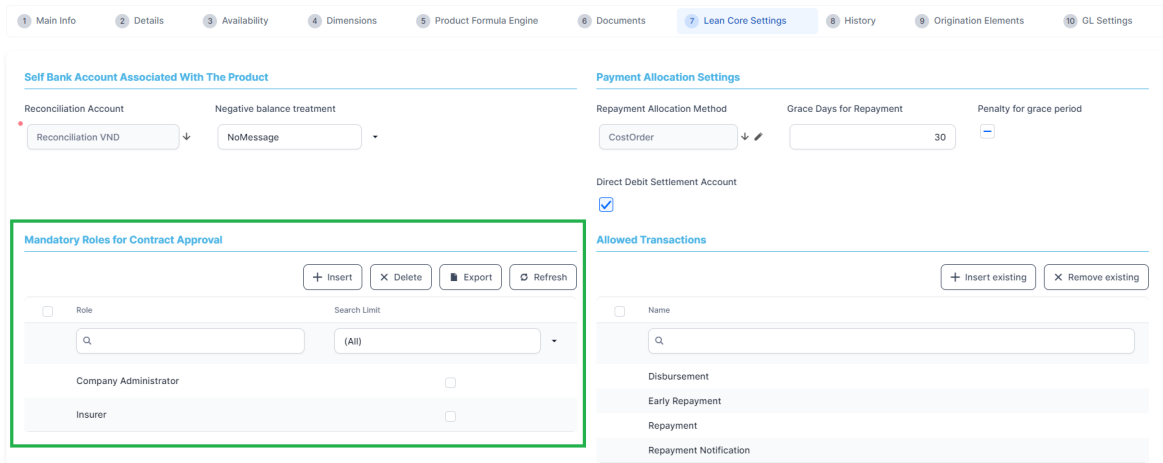 1 Main Info 2 Details 3 Availability 4 Dimensions 5 Product Formula Engine 6 Documents 7 Lean Core Settings 8 History 9 Origination Elements 10 GL Settings
Self Bank Account Associated With The Product
Reconciliation Account Negative balance treatment
Reconciliation VND NoMessage
Payment Allocation Settings
Repayment Allocation Method Grace Days for Repayment Penalty for grace period
CostOrder 30
Direct Debit Settlement Account
Mandatory Roles for Contract Approval
Insert Delete Export Refresh
Role Search Limit
(All)
Company Administrator
Insurer
Allowed Transactions
Insert existing Remove existing
Name
Disbursement
Early Repayment
Repayment
Repayment Notification